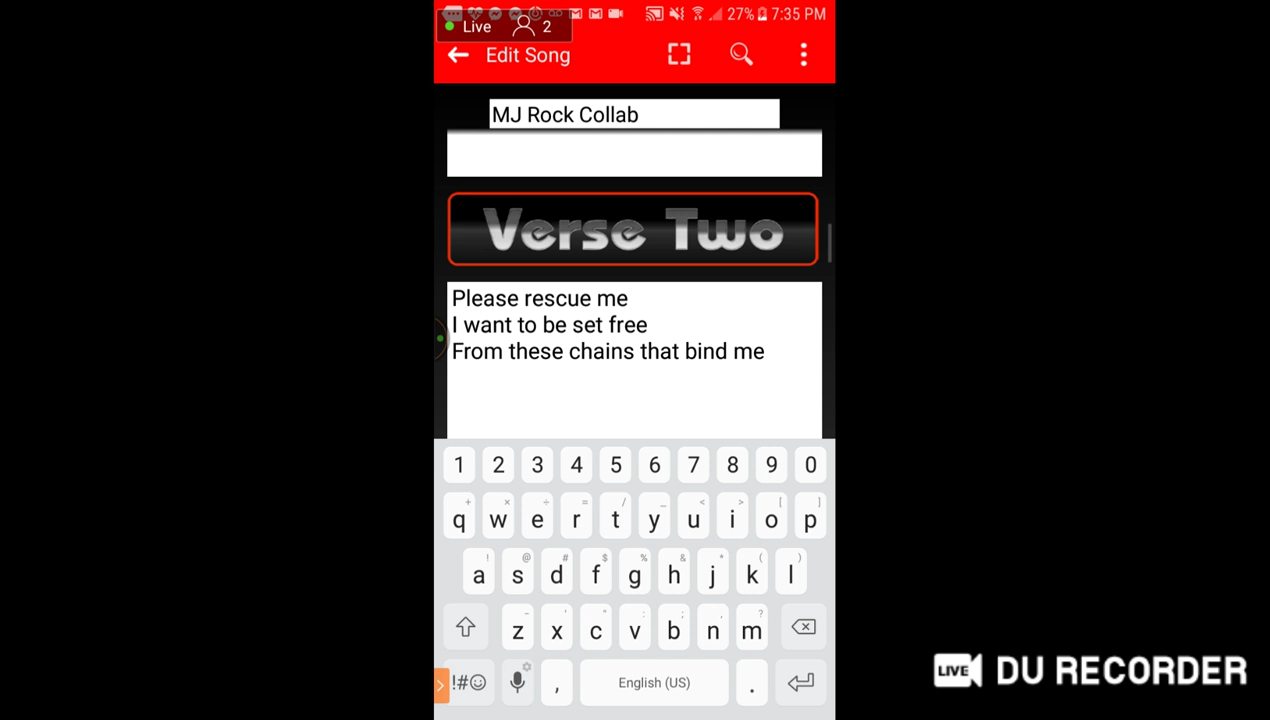 Live 2 27% 7:35 PM
Edit Song
MJ Rock Collab
Verse Two
Please rescue me
I want to be set free
From these chains that bind me
1 2 3 4 5 6 7 8 9 0
+ × ÷ = / _ < > [ ]
q w e r t y u i o p
! @ # $ % & * ( )
a s d f g h j k l
- ' " : ; , ?
z x c v b n m
!#☺ , English (US) .
LIVE DU RECORDER